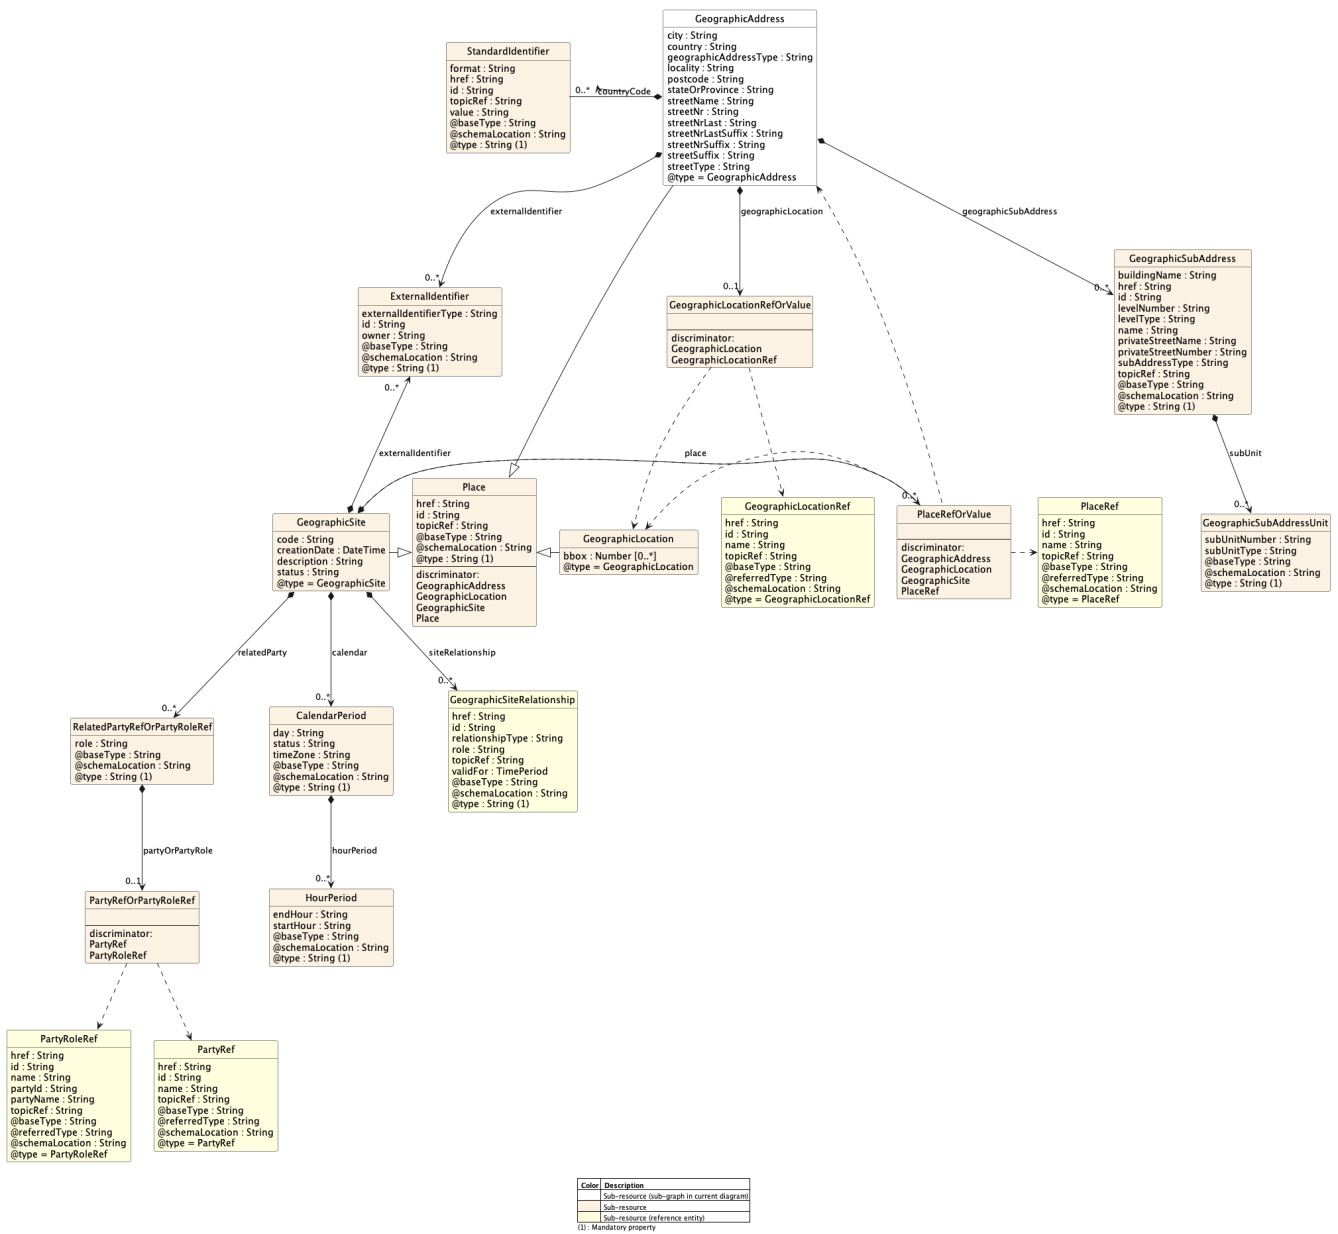 GeographicAddress
city : String
country : String
geographicAddressType : String
locality : String
postcode : String
stateOrProvince : String
streetName : String
streetNr : String
streetNrLast : String
streetNrLastSuffix : String
streetNrSuffix : String
streetSuffix : String
streetType : String
@type = GeographicAddress
StandardIdentifier
format : String
href : String
id : String
topicRef : String
value : String
@baseType : String
@schemaLocation : String
@type : String (1)
0..*
countryCode
externalIdentifier
0..*
geographicLocation
0..1
geographicSubAddress
0..*
ExternalIdentifier
externalIdentifierType : String
id : String
owner : String
@baseType : String
@schemaLocation : String
@type : String (1)
0..*
externalIdentifier
GeographicLocationRefOrValue
discriminator:
GeographicLocation
GeographicLocationRef
GeographicSubAddress
buildingName : String
href : String
id : String
levelNumber : String
levelType : String
name : String
privateStreetName : String
privateStreetNumber : String
subAddressType : String
topicRef : String
@baseType : String
@schemaLocation : String
@type : String (1)
subUnit
0..*
place
0..*
GeographicSite
code : String
creationDate : DateTime
description : String
status : String
@type = GeographicSite
Place
href : String
id : String
topicRef : String
@baseType : String
@schemaLocation : String
@type : String (1)
discriminator:
GeographicAddress
GeographicLocation
GeographicSite
Place
GeographicLocation
bbox : Number [0..*]
@type = GeographicLocation
GeographicLocationRef
href : String
id : String
name : String
topicRef : String
@baseType : String
@referredType : String
@schemaLocation : String
@type = GeographicLocationRef
PlaceRefOrValue
discriminator:
GeographicAddress
GeographicLocation
GeographicSite
PlaceRef
PlaceRef
href : String
id : String
name : String
topicRef : String
@baseType : String
@referredType : String
@schemaLocation : String
@type = PlaceRef
GeographicSubAddressUnit
subUnitNumber : String
subUnitType : String
@baseType : String
@schemaLocation : String
@type : String (1)
relatedParty
0..*
calendar
0..*
siteRelationship
0..*
RelatedPartyRefOrPartyRoleRef
role : String
@baseType : String
@schemaLocation : String
@type : String (1)
CalendarPeriod
day : String
status : String
timeZone : String
@baseType : String
@schemaLocation : String
@type : String (1)
GeographicSiteRelationship
href : String
id : String
relationshipType : String
role : String
topicRef : String
validFor : TimePeriod
@baseType : String
@schemaLocation : String
@type : String (1)
partyOrPartyRole
0..1
hourPeriod
0..*
PartyRefOrPartyRoleRef
discriminator:
PartyRef
PartyRoleRef
HourPeriod
endHour : String
startHour : String
@baseType : String
@schemaLocation : String
@type : String (1)
PartyRoleRef
href : String
id : String
name : String
partyId : String
partyName : String
topicRef : String
@baseType : String
@referredType : String
@schemaLocation : String
@type = PartyRoleRef
PartyRef
href : String
id : String
name : String
topicRef : String
@baseType : String
@referredType : String
@schemaLocation : String
@type = PartyRef
Color Description
Sub-resource (sub-graph in current diagram)
Sub-resource
Sub-resource (reference entity)
(1) : Mandatory property